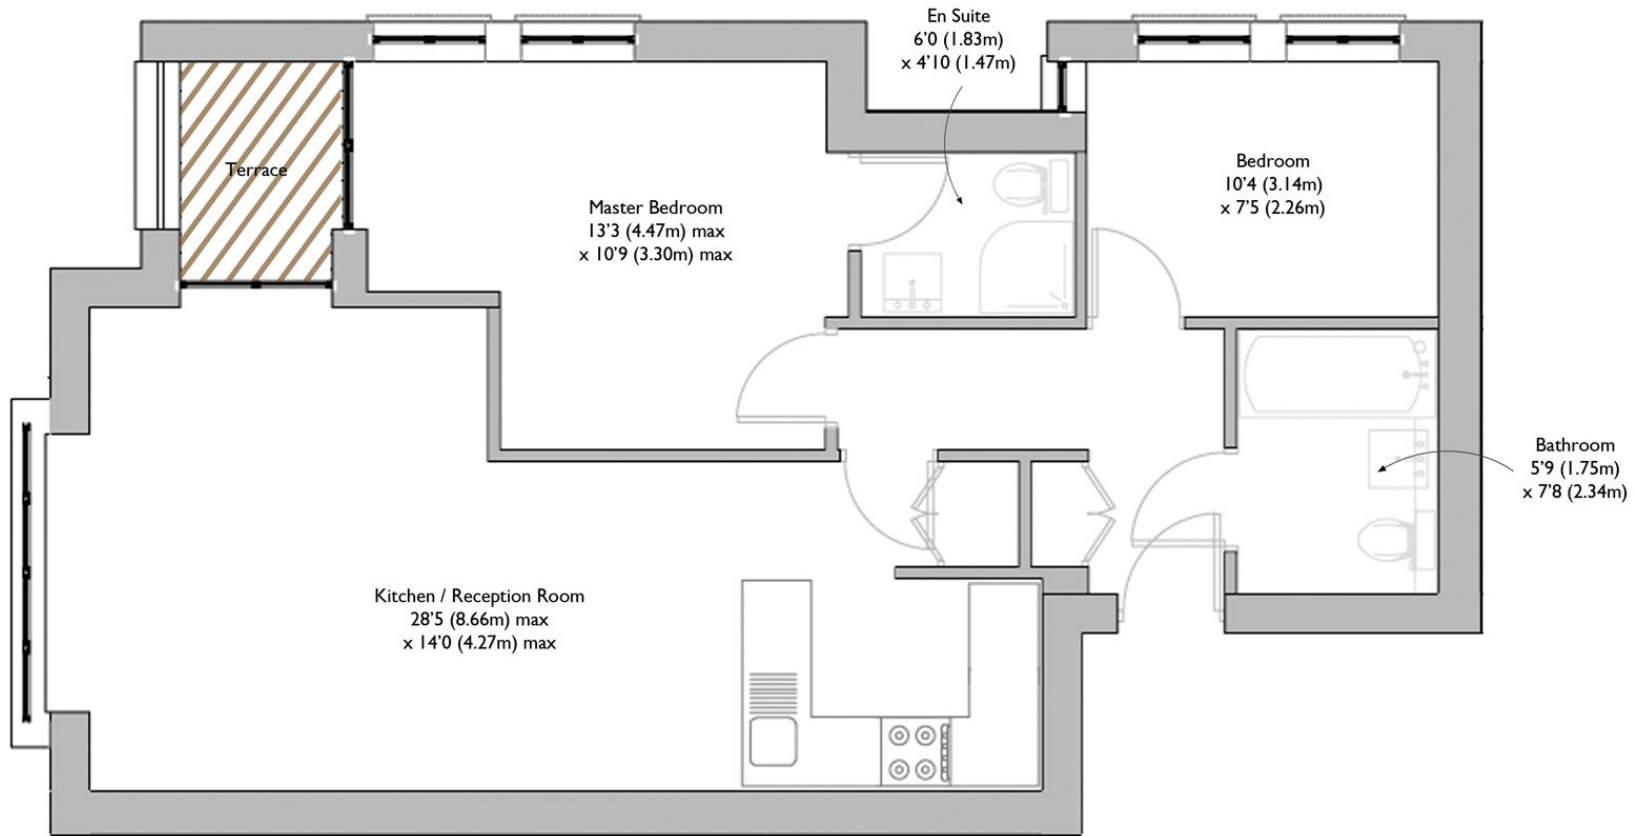 En Suite
6'0 (1.83m)
x 4'10 (1.47m)
Terrace
Master Bedroom
13'3 (4.47m) max
x 10'9 (3.30m) max
Bedroom
10'4 (3.14m)
x 7'5 (2.26m)
Bathroom
5'9 (1.75m)
x 7'8 (2.34m)
Kitchen / Reception Room
28'5 (8.66m) max
x 14'0 (4.27m) max